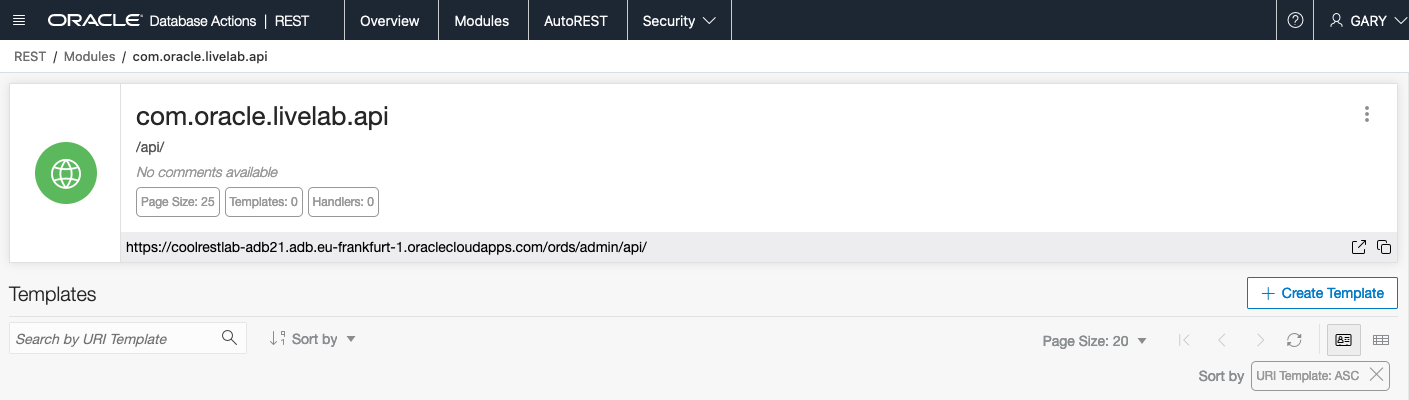 ORACLE Database Actions | REST Overview Modules AutoREST Security GARY
REST / Modules / com.oracle.livelab.api
com.oracle.livelab.api
/api/
No comments available
Page Size: 25 Templates: 0 Handlers: 0
https://coolrestlab-adb21.adb.eu-frankfurt-1.oraclecloudapps.com/ords/admin/api/
Templates + Create Template
Search by URI Template Sort by Page Size: 20
Sort by URI Template: ASC